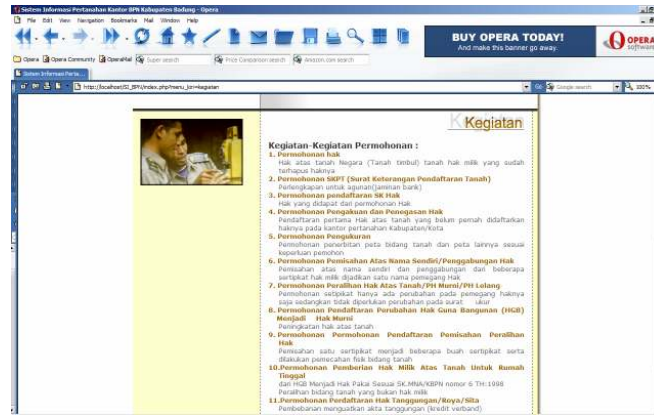 Sistem Informasi Pertanahan Kantor BPN Kabupaten Badung - Opera
File Edit View Navigation Bookmarks Mail Window Help
BUY OPERA TODAY!
And make this banner go away.
OPERA
software
Opera Opera Community OperaMail Super search Price Comparison search Amazon.com search
Sistem Informasi Perta...
http://localhost/SI_BPN/index.php?menu_loc=kegiatan Go Google search 100%
Kegiatan
Kegiatan-Kegiatan Permohonan :
1. Permohonan hak
Hak atas tanah Negara (Tanah timbul) tanah hak milik yang sudah
terhapus haknya
2. Permohonan SKPT (Surat Keterangan Pendaftaran Tanah)
Perlengkapan untuk agunan(jaminan bank)
3. Permohonan pendaftaran SK Hak
Hak yang didapat dari permohonan Hak
4. Permohonan Pengakuan dan Penegasan Hak
Pendaftaran pertama Hak atas tanah yang belum pernah didaftarkan
haknya pada kantor pertanahan Kabupaten/Kota
5. Permohonan Pengukuran
Permohonan penerbitan peta bidang tanah dan peta lainnya sesuai
keperluan pemohon
6. Permohonan Pemisahan Atas Nama Sendiri/Penggabungan Hak
Pemisahan atas nama sendiri dan penggabungan dari beberapa
sertipkat hak milik dijadikan satu nama pemegang Hak
7. Permohonan Peralihan Hak Atas Tanah/PH Murni/PH Lelang
Permohonan setipikat hanya ada perubahan pada pemegang haknya
saja sedangkan tidak diperlukan perubahan pada surat ukur
8. Permohonan Pendaftaran Perubahan Hak Guna Bangunan (HGB)
Menjadi Hak Murni
Peningkatan hak atas tanah
9. Permohonan Permohonan Pendaftaran Pemisahan Peralihan
Hak
Pemisahan satu sertipikat menjadi beberapa buah sertipikat serta
dilakukan pemecahan fisik bidang tanah
10.Permohonan Pemberian Hak Milik Atas Tanah Untuk Rumah
Tinggal
dari HGB Menjadi Hak Pakai Sesuai SK.MNA/KBPN nomor 6 TH:1998
Peralihan bidang tanah yang bukan hak milik
11.Permohonan Perdaftaran Hak Tanggungan/Roya/Sita
Pembebanan menguatkan akta tanggungan (kredit verband)